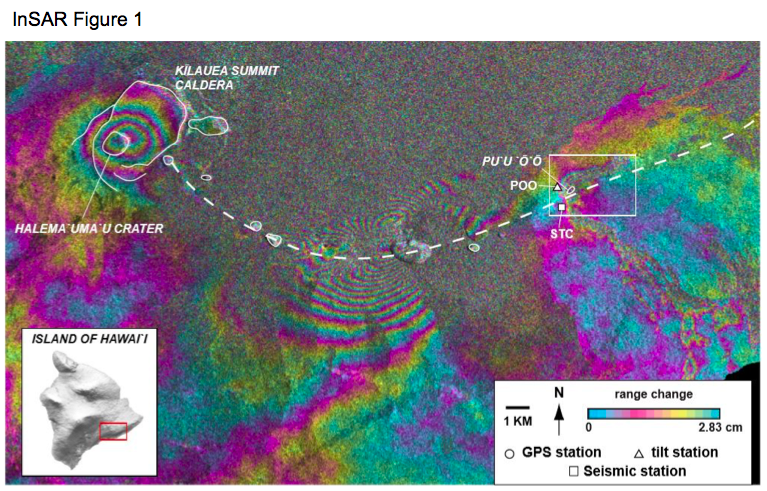 InSAR Figure 1
KĪLAUEA SUMMIT
CALDERA
PU`U `Ō`Ō
POO
STC
HALEMA`UMA`U CRATER
ISLAND OF HAWAI`I
N
1 KM
range change
0
2.83 cm
GPS station
tilt station
Seismic station